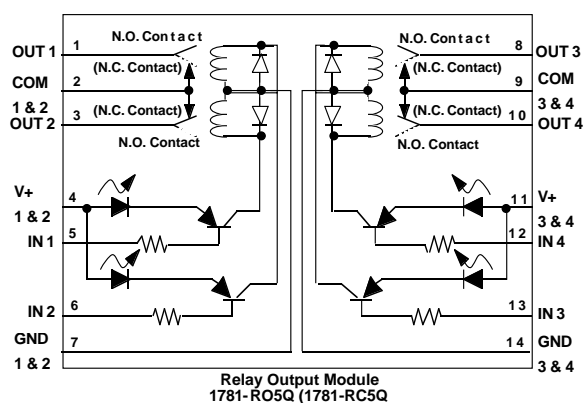 N.O. Contact
OUT 1 1
(N.C. Contact)
COM 2
1 & 2
(N.C. Contact)
OUT 2 3
N.O. Contact
V+ 4
1 & 2
IN 1 5
IN 2 6
GND 7
1 & 2
N.O. Contact
8 OUT 3
(N.C. Contact)
9 COM
3 & 4
(N.C. Contact)
10 OUT 4
N.O. Contact
11 V+
3 & 4
12 IN 4
13 IN 3
14 GND
3 & 4
Relay Output Module
1781-RO5Q (1781-RC5Q